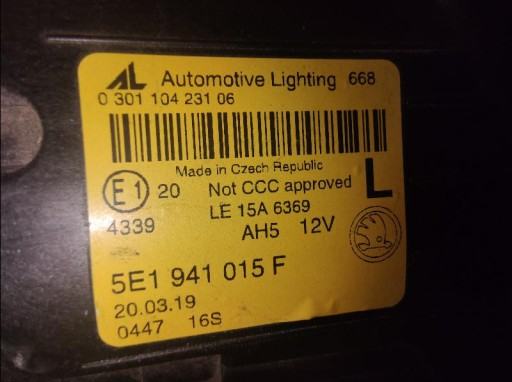 AL Automotive Lighting 668
0 301 104 231 06
Made in Czech Republic
E1 20 Not CCC approved L
LE 15A 6369
4339 AH5 12V
5E1 941 015 F
20.03.19
0447 16S